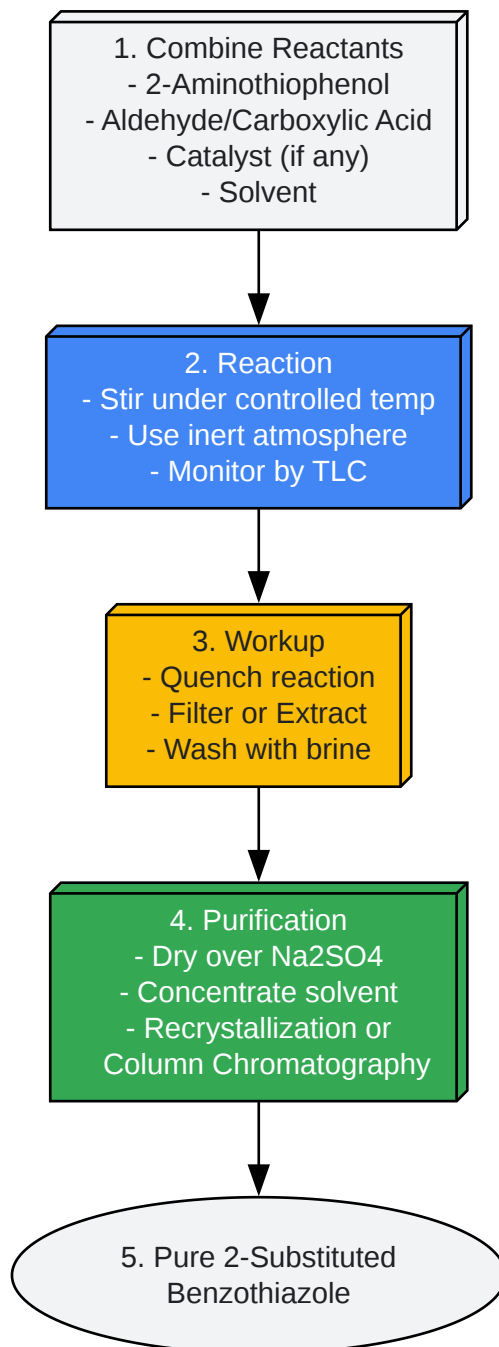 1. Combine Reactants
- 2-Aminothiophenol
- Aldehyde/Carboxylic Acid
- Catalyst (if any)
- Solvent
2. Reaction
- Stir under controlled temp
- Use inert atmosphere
- Monitor by TLC
3. Workup
- Quench reaction
- Filter or Extract
- Wash with brine
4. Purification
- Dry over Na2SO4
- Concentrate solvent
- Recrystallization or
Column Chromatography
5. Pure 2-Substituted
Benzothiazole